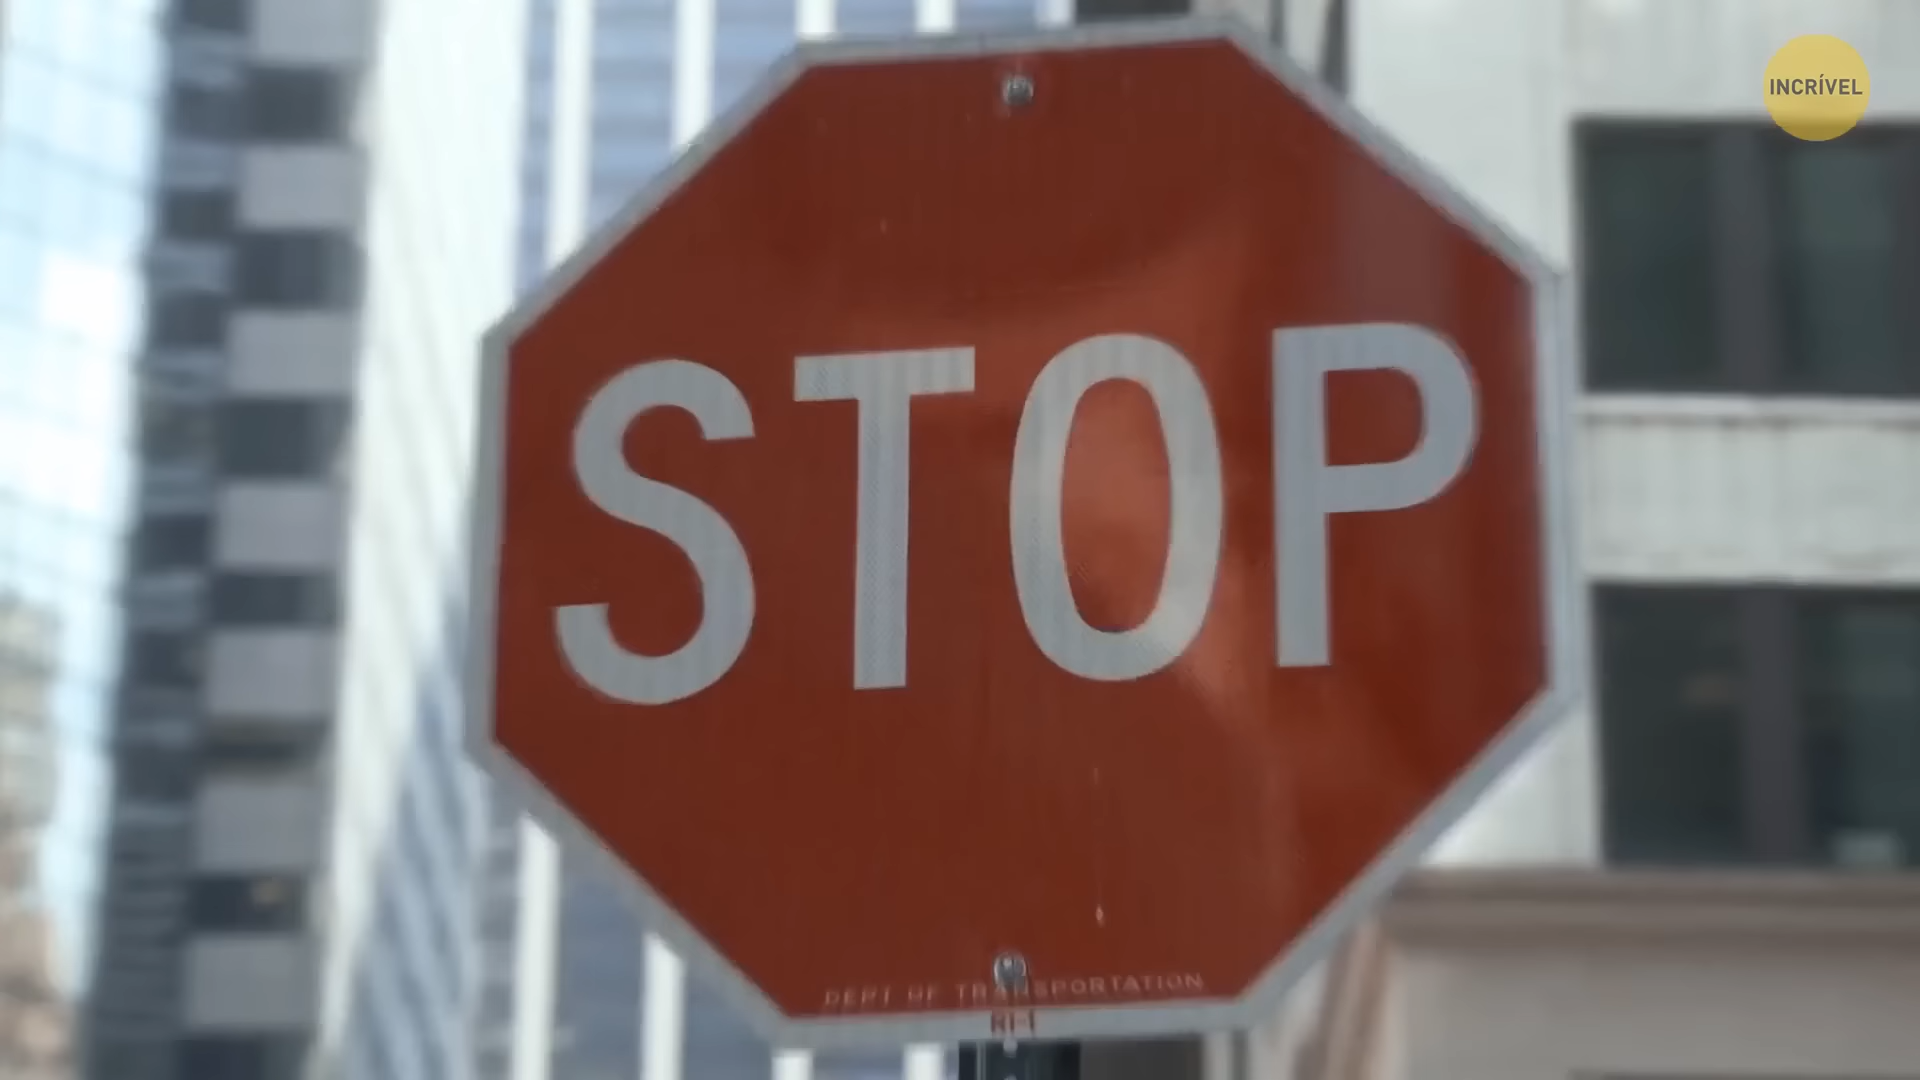 INCRÍVEL
STOP
DEPT OF TRANSPORTATION
R1-1